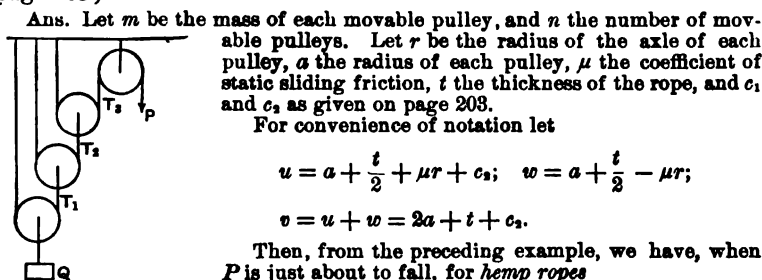 Ans. Let m be the mass of each movable pulley, and n the number of mov-
able pulleys. Let r be the radius of the axle of each
pulley, a the radius of each pulley, μ the coefficient of
static sliding friction, t the thickness of the rope, and c₁
and c₂ as given on page 203.
For convenience of notation let
u = a + t/2 + μr + c₂; w = a + t/2 − μr;
v = u + w = 2a + t + c₂.
Then, from the preceding example, we have, when
P is just about to fall, for hemp ropes
T₃
P
T₂
T₁
Q